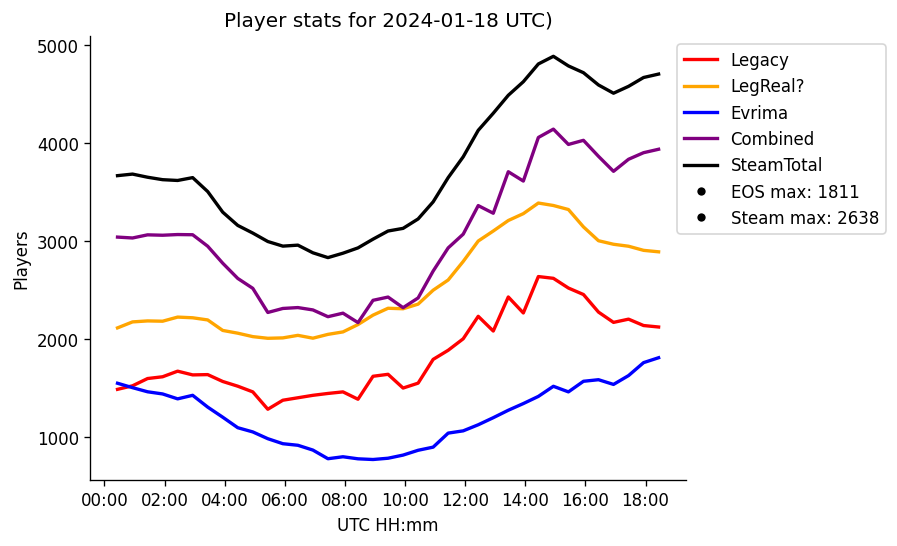 Player stats for 2024-01-18 UTC)
5000
4000
3000
2000
1000
Players
00:00 02:00 04:00 06:00 08:00 10:00 12:00 14:00 16:00 18:00
UTC HH:mm
Legacy
LegReal?
Evrima
Combined
SteamTotal
EOS max: 1811
Steam max: 2638